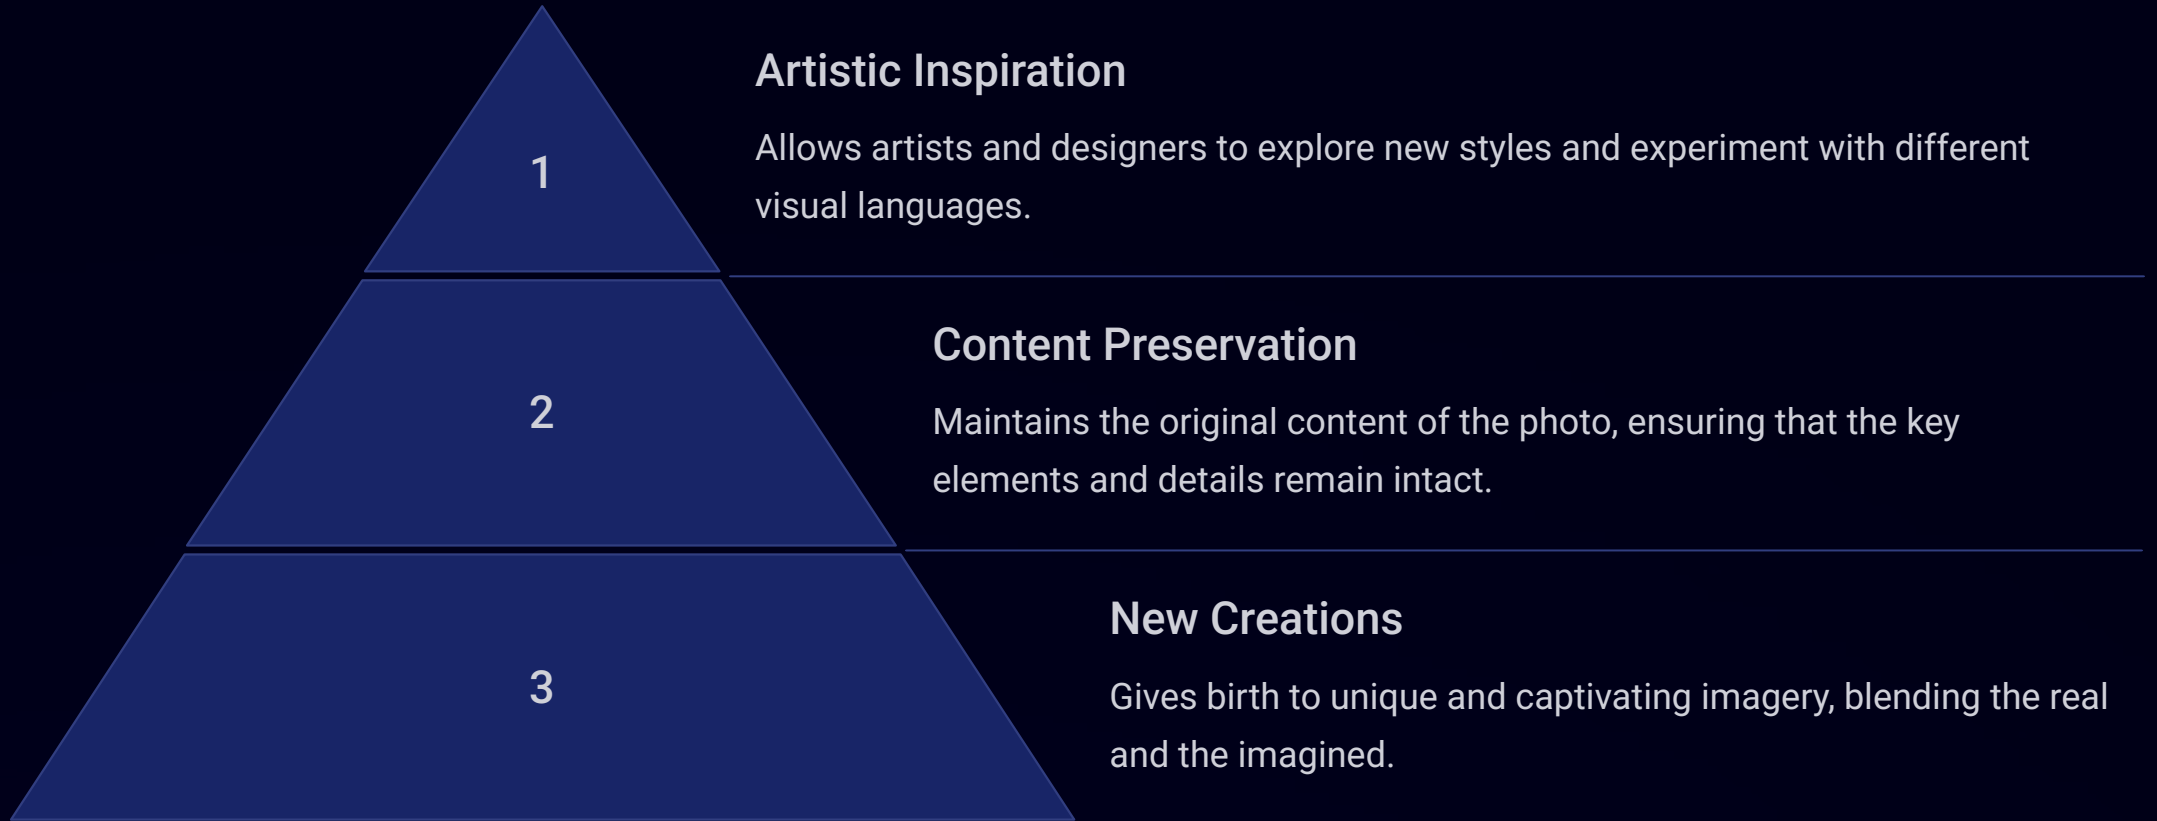 1
Artistic Inspiration
Allows artists and designers to explore new styles and experiment with different
visual languages.
2
Content Preservation
Maintains the original content of the photo, ensuring that the key
elements and details remain intact.
3
New Creations
Gives birth to unique and captivating imagery, blending the real
and the imagined.